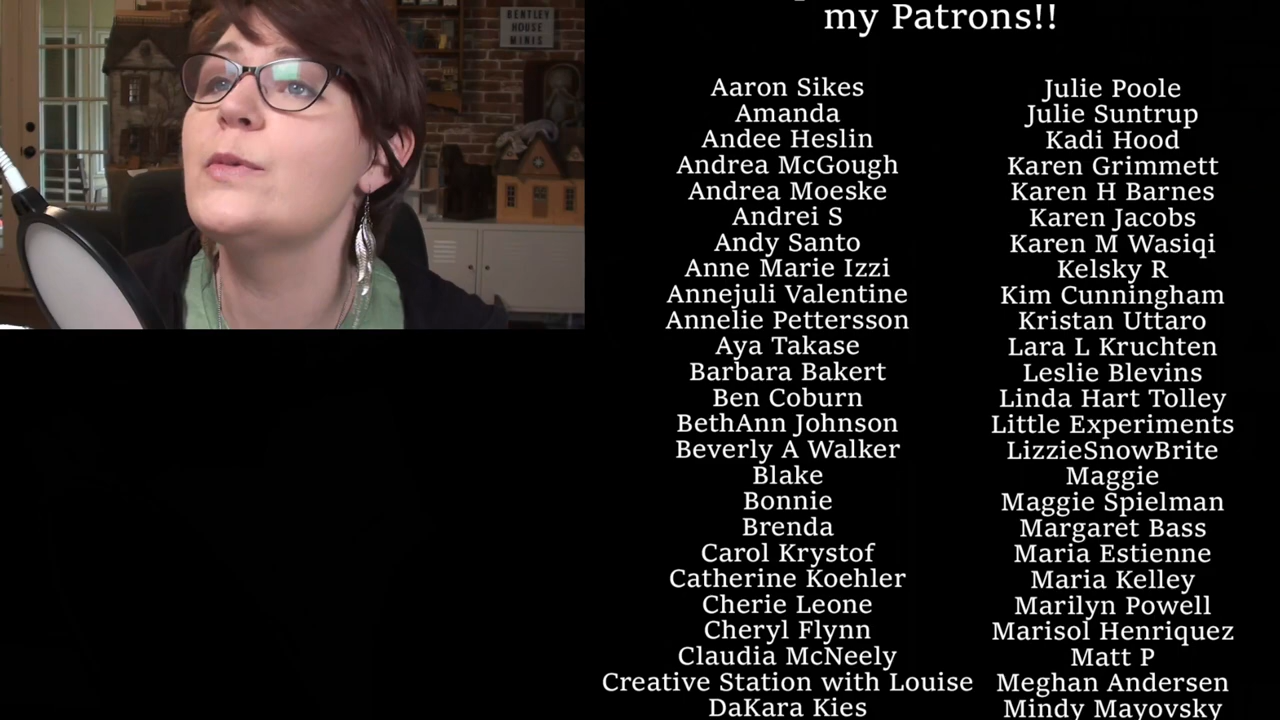 BENTLEY
HOUSE
MINIS
my Patrons!!
Aaron Sikes
Amanda
Andee Heslin
Andrea McGough
Andrea Moeske
Andrei S
Andy Santo
Anne Marie Izzi
Annejuli Valentine
Annelie Pettersson
Aya Takase
Barbara Bakert
Ben Coburn
BethAnn Johnson
Beverly A Walker
Blake
Bonnie
Brenda
Carol Krystof
Catherine Koehler
Cherie Leone
Cheryl Flynn
Claudia McNeely
Creative Station with Louise
DaKara Kies
Julie Poole
Julie Suntrup
Kadi Hood
Karen Grimmett
Karen H Barnes
Karen Jacobs
Karen M Wasiqi
Kelsky R
Kim Cunningham
Kristan Uttaro
Lara L Kruchten
Leslie Blevins
Linda Hart Tolley
Little Experiments
LizzieSnowBrite
Maggie
Maggie Spielman
Margaret Bass
Maria Estienne
Maria Kelley
Marilyn Powell
Marisol Henriquez
Matt P
Meghan Andersen
Mindy Mayovsky